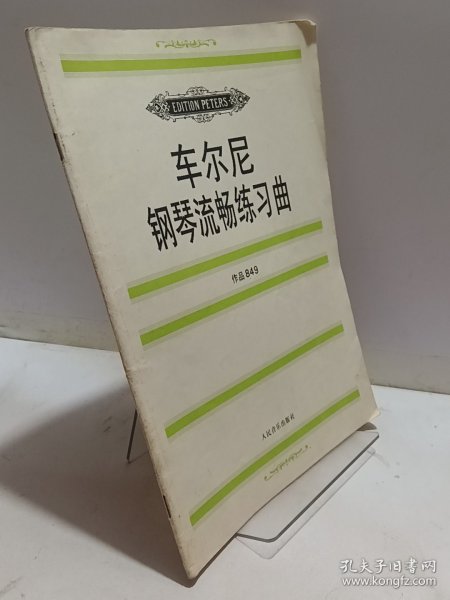 EDITION PETERS
车尔尼
钢琴流畅练习曲
作品849
人民音乐出版社
孔夫子旧书网
www.kongfz.com